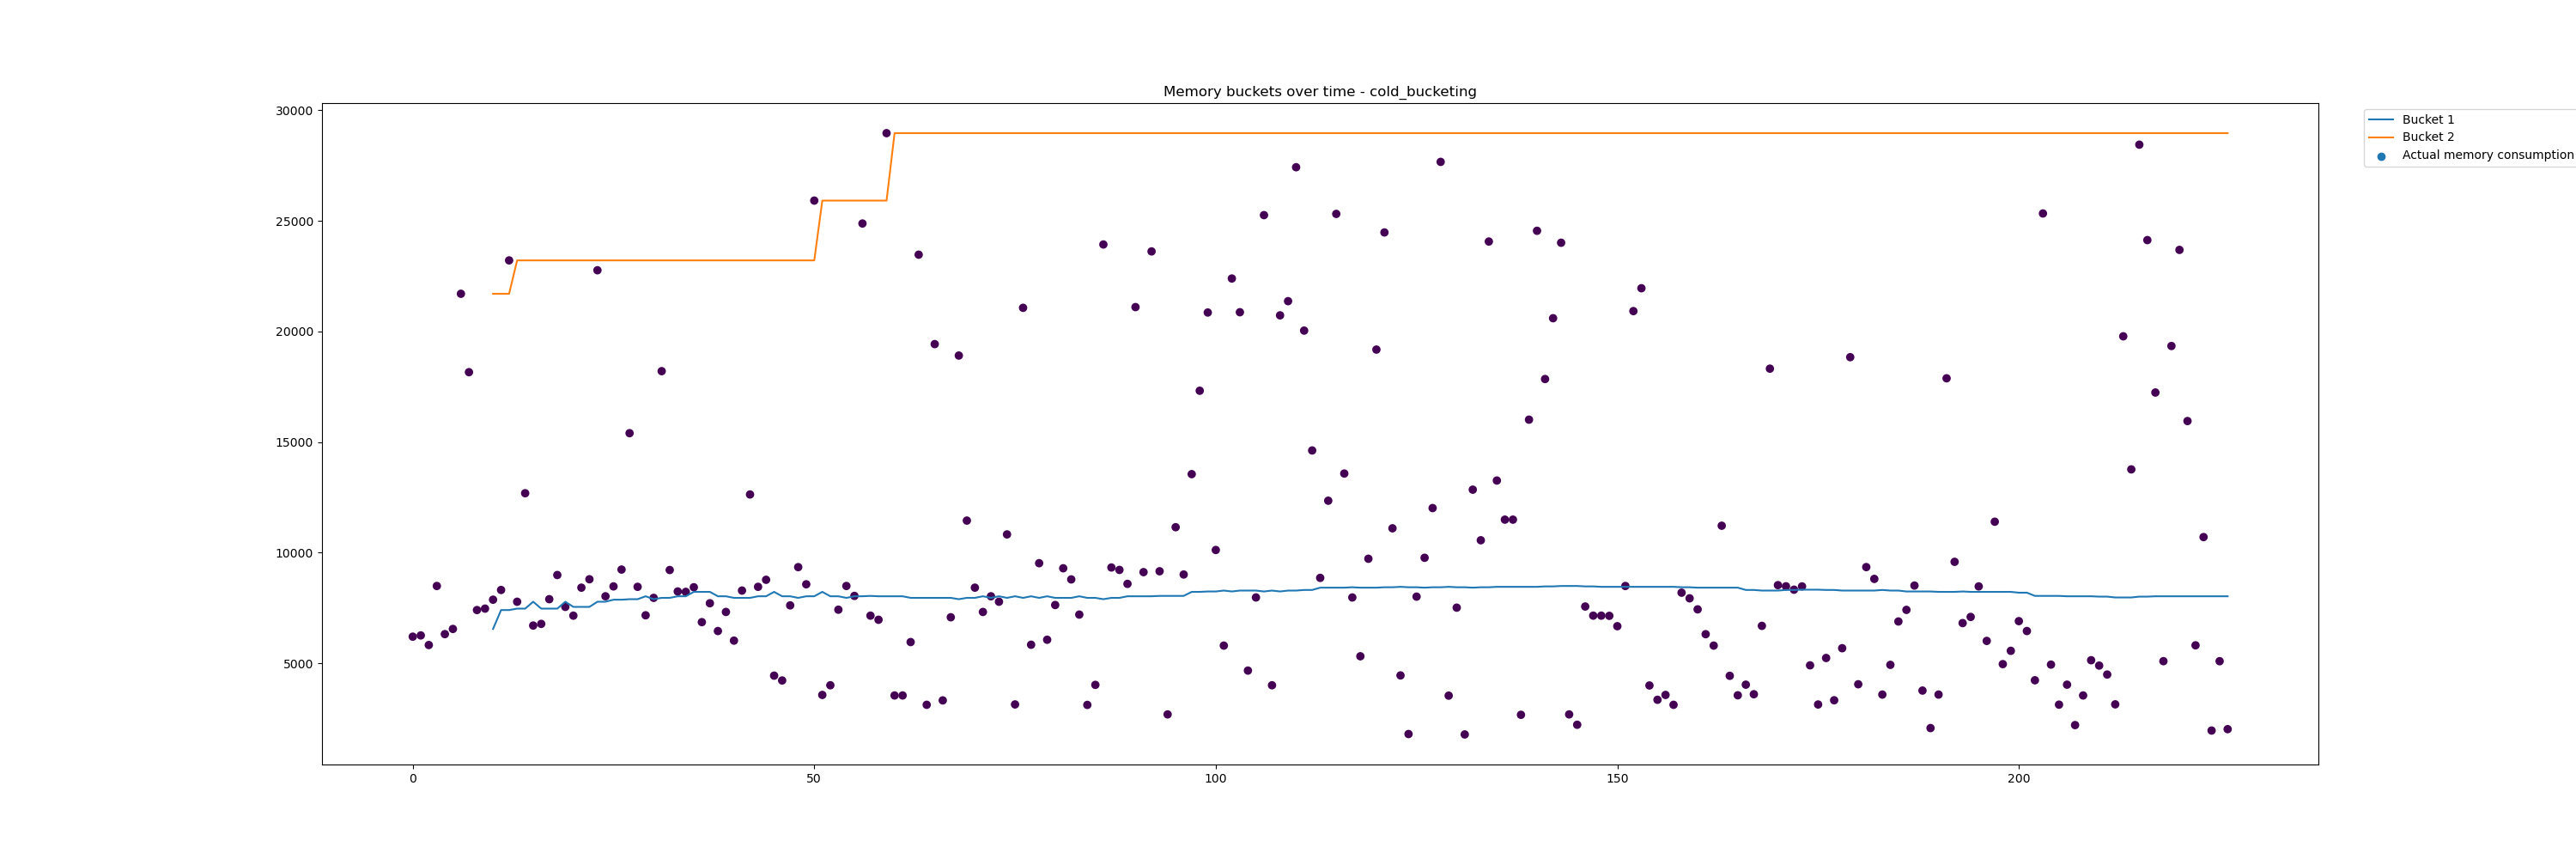 Memory buckets over time - cold_bucketing
30000
25000
20000
15000
10000
5000
0
50
100
150
200
Bucket 1
Bucket 2
Actual memory consumption